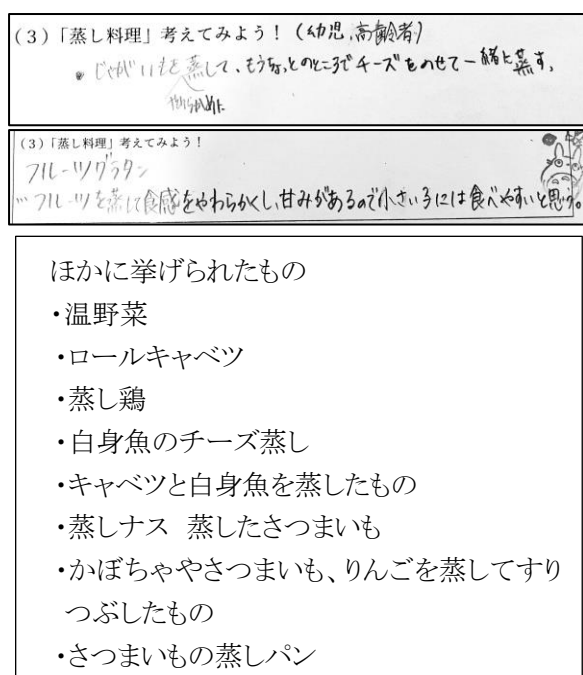 (3)「蒸し料理」考えてみよう!(幼児,高齢者)
・じゃがいもを蒸して、もうちょっとのところでチーズをのせて一緒に蒸す。
やわらかめに
(3)「蒸し料理」考えてみよう!
フルーツグラタン
…フルーツを蒸して食感をやわらかくし、甘みがあるので小さい子には食べやすいと思う。
ほかに挙げられたもの
・温野菜
・ロールキャベツ
・蒸し鶏
・白身魚のチーズ蒸し
・キャベツと白身魚を蒸したもの
・蒸しナス 蒸したさつまいも
・かぼちゃやさつまいも、りんごを蒸してすり
つぶしたもの
・さつまいもの蒸しパン